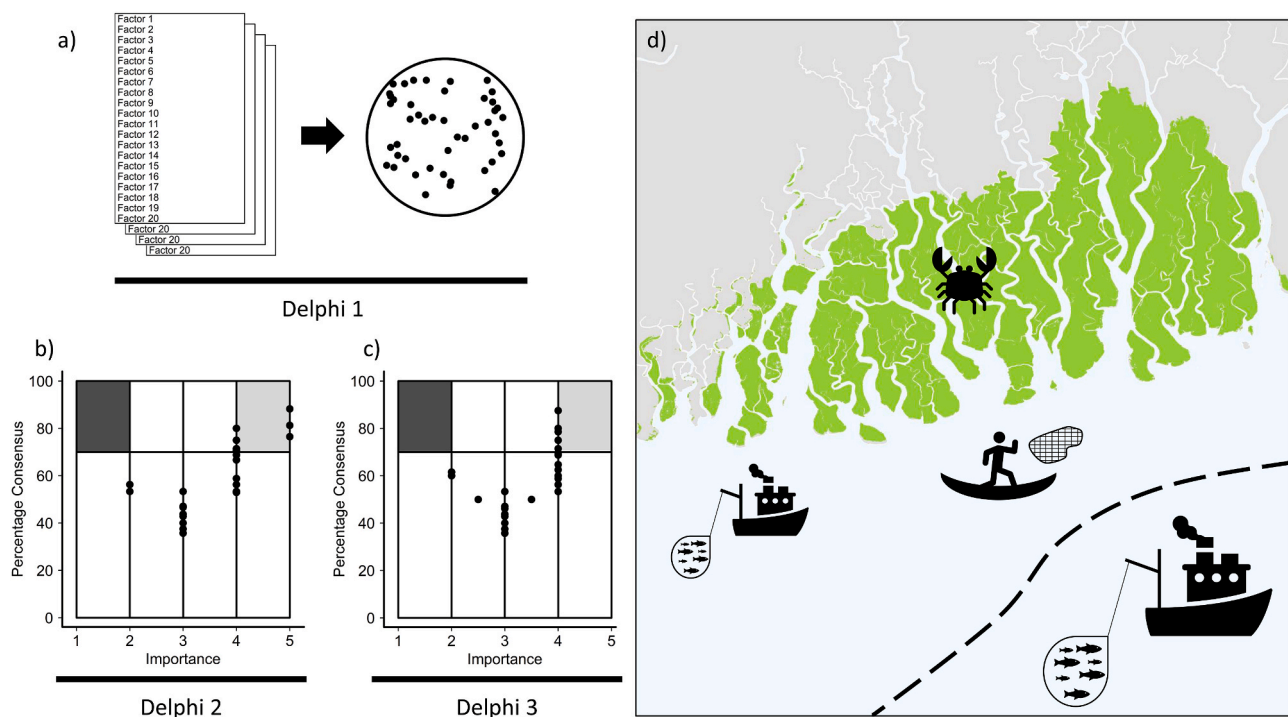 a)
Factor 1
Factor 2
Factor 3
Factor 4
Factor 5
Factor 6
Factor 7
Factor 8
Factor 9
Factor 10
Factor 11
Factor 12
Factor 13
Factor 14
Factor 15
Factor 16
Factor 17
Factor 18
Factor 19
Factor 20
Factor 20
Factor 20
Factor 20
Delphi 1
b)
Percentage Consensus
100
80
60
40
20
0
1 2 3 4 5
Importance
Delphi 2
c)
Percentage Consensus
100
80
60
40
20
0
1 2 3 4 5
Importance
Delphi 3
d)